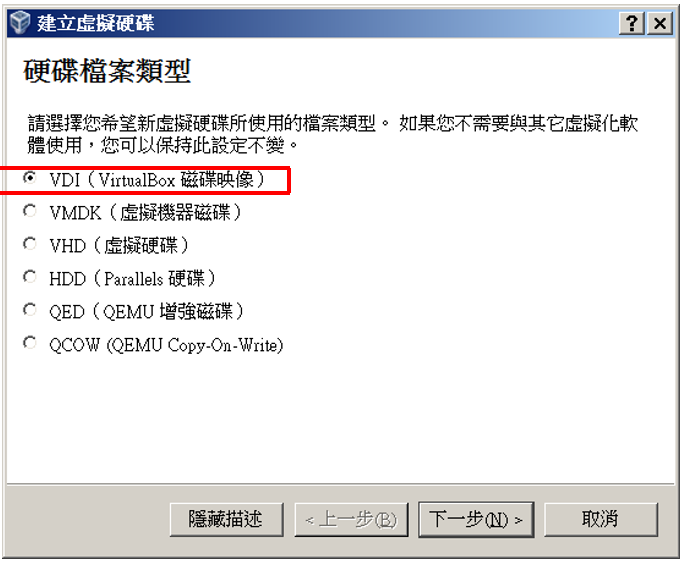 建立虛擬硬碟
硬碟檔案類型
請選擇您希望新虛擬硬碟所使用的檔案類型。 如果您不需要與其它虛擬化軟
體使用，您可以保持此設定不變。
VDI（VirtualBox 磁碟映像）
VMDK（虛擬機器磁碟）
VHD（虛擬硬碟）
HDD（Parallels 硬碟）
QED（QEMU 增強磁碟）
QCOW (QEMU Copy-On-Write)
隱藏描述 < 上一步(B) 下一步(N) > 取消